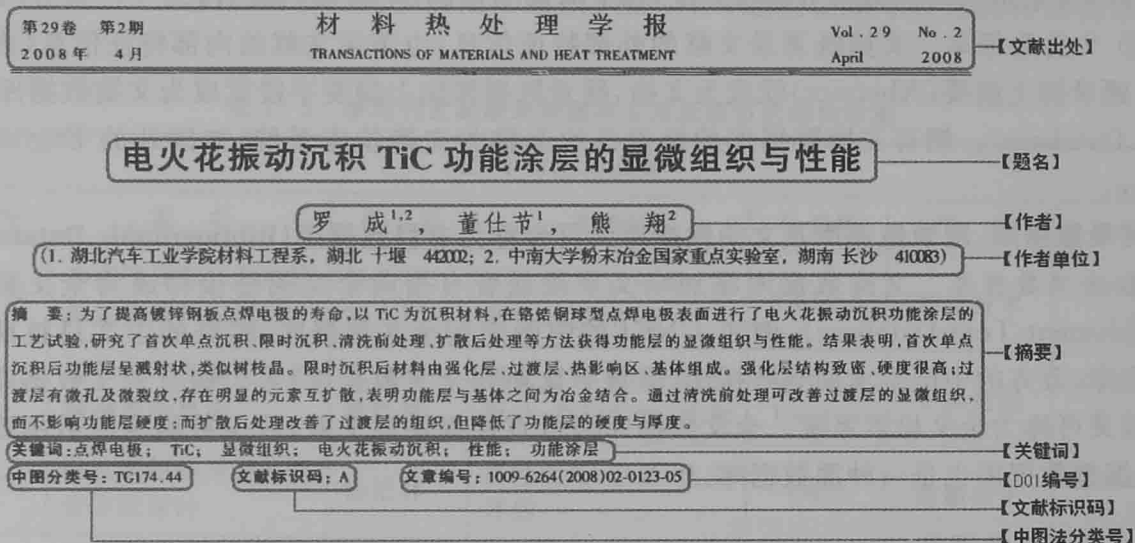 第29卷 第2期
2008年 4月
材料热处理学报
TRANSACTIONS OF MATERIALS AND HEAT TREATMENT
Vol.29 No.2
April 2008
【文献出处】
电火花振动沉积 TiC 功能涂层的显微组织与性能
【题名】
罗 成1,2 董仕节1, 熊 翔2
【作者】
(1. 湖北汽车工业学院材料工程系, 湖北 十堰 442002; 2. 中南大学粉末冶金国家重点实验室, 湖南 长沙 410083)
【作者单位】
摘 要:为了提高镀锌钢板点焊电极的寿命,以 TiC 为沉积材料,在铬锆铜球型点焊电极表面进行了电火花振动沉积功能涂层的
工艺试验,研究了首次单点沉积、限时沉积、清洗前处理、扩散后处理等方法获得功能层的显微组织与性能。结果表明,首次单点
沉积后功能层呈溅射状,类似树枝晶。限时沉积后材料由强化层、过渡层、热影响区、基体组成。强化层结构致密、硬度很高;过
渡层有微孔及微裂纹,存在明显的元素互扩散,表明功能层与基体之间为冶金结合。通过清洗前处理可改善过渡层的显微组织,
而不影响功能层硬度;而扩散后处理改善了过渡层的组织,但降低了功能层的硬度与厚度。
【摘要】
关键词:点焊电极; TiC; 显微组织; 电火花振动沉积; 性能; 功能涂层
【关键词】
中图分类号:TG174.44 文献标识码:A 文章编号:1009-6264(2008)02-0123-05
【DOI编号】
【文献标识码】
【中图法分类号】